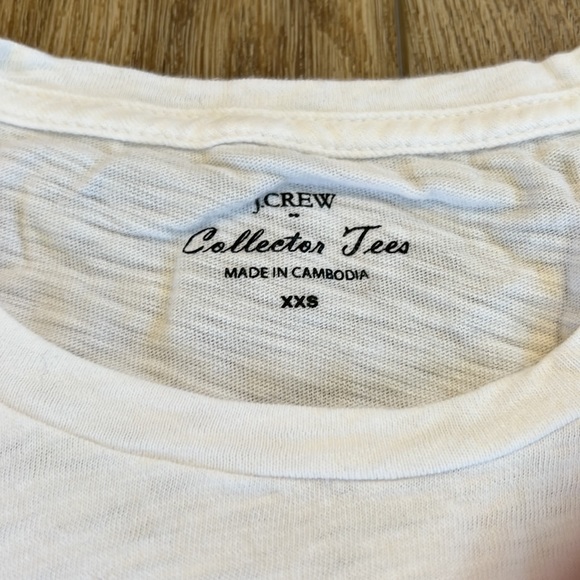 J.CREW
Collector Tees
MADE IN CAMBODIA
XXS